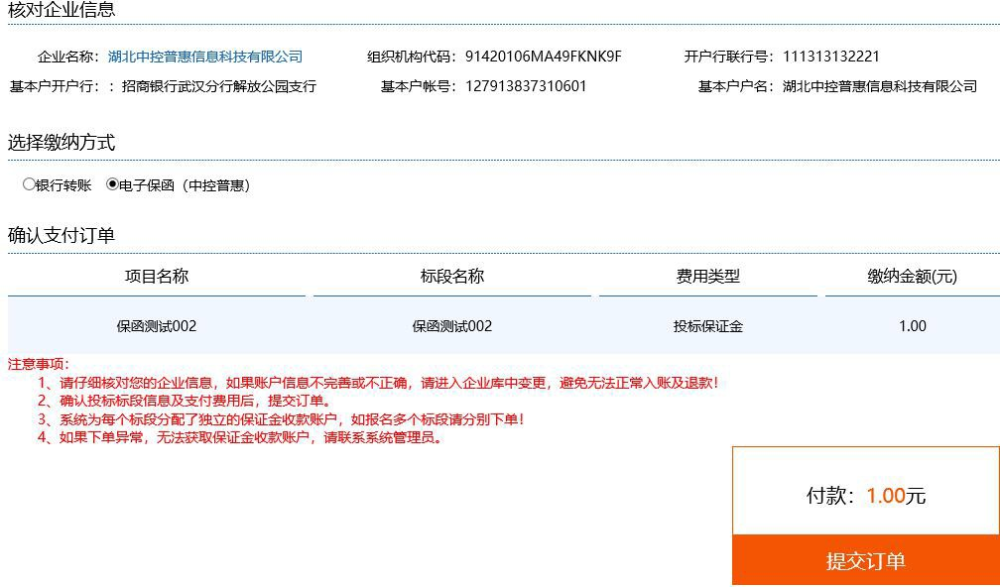 核对企业信息
企业名称：湖北中控普惠信息科技有限公司 组织机构代码：91420106MA49FKNK9F 开户行联行号：111313132221
基本户开户行：：招商银行武汉分行解放公园支行 基本户帐号：127913837310601 基本户户名：湖北中控普惠信息科技有限公司
选择缴纳方式
银行转账 电子保函（中控普惠）
确认支付订单
项目名称 标段名称 费用类型 缴纳金额(元)
保函测试002 保函测试002 投标保证金 1.00
注意事项：
1、请仔细核对您的企业信息，如果账户信息不完善或不正确，请进入企业库中变更，避免无法正常入账及退款！
2、确认投标标段信息及支付费用后，提交订单。
3、系统为每个标段分配了独立的保证金收款账户，如报名多个标段请分别下单！
4、如果下单异常，无法获取保证金收款账户，请联系系统管理员。
付款：1.00元
提交订单